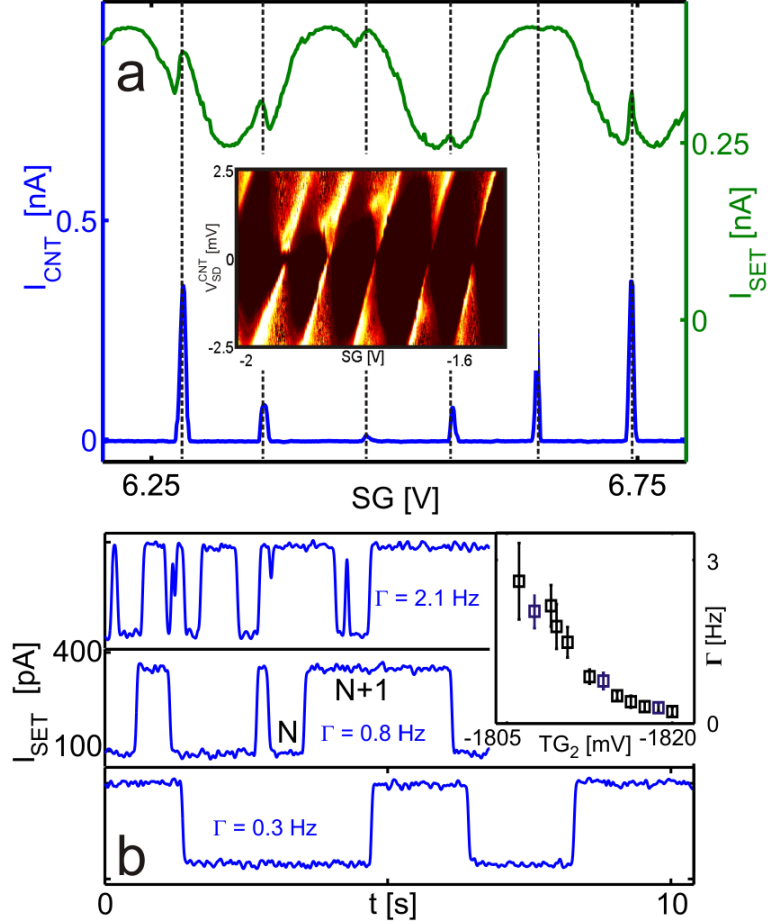 a
I_CNT [nA]
0.5
0
I_SET [nA]
0.25
0
2.5
0
-2.5
V_SD^CNT [mV]
-2
SG [V]
-1.6
6.25
SG [V]
6.75
Γ = 2.1 Hz
3
Γ [Hz]
0
-1805
TG₂ [mV]
-1820
I_SET [pA]
400
100
N+1
N
Γ = 0.8 Hz
Γ = 0.3 Hz
b
0
t [s]
10